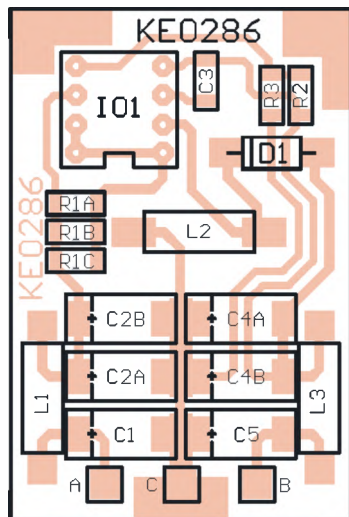 KE0286
C3
IO1
R3
R2
D1
KE0286
R1A
R1B
R1C
L2
C2B
C4A
C2A
C4B
L1
L3
C1
C5
A
C
B